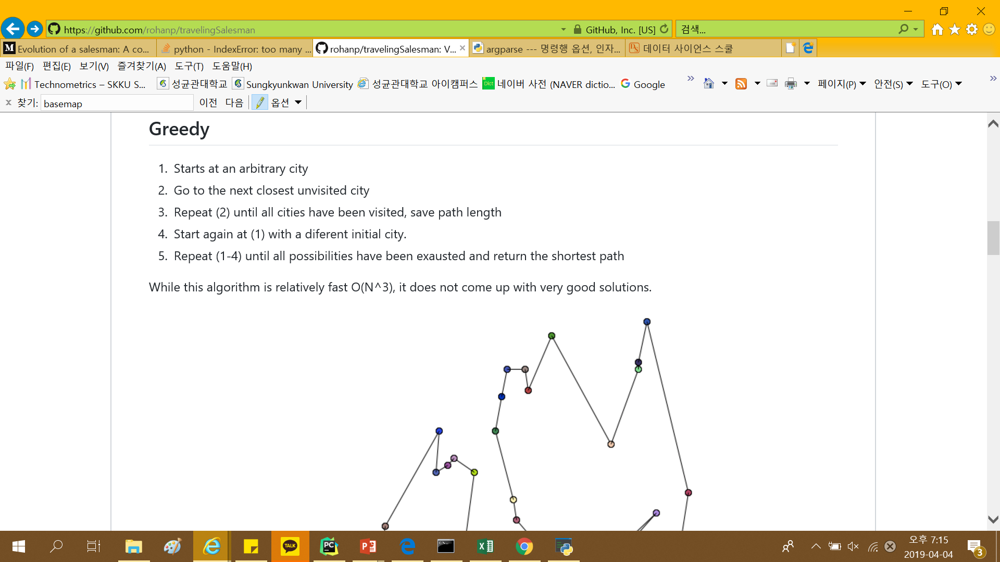 https://github.com/rohanp/travelingSalesman
GitHub, Inc. [US]
검색...
M Evolution of a salesman: A co...
python - IndexError: too many ...
rohanp/travelingSalesman: V...
argparse --- 명령행 옵션, 인자...
DS 데이터 사이언스 스쿨
파일(F) 편집(E) 보기(V) 즐겨찾기(A) 도구(T) 도움말(H)
Technometrics – SKKU S... 성균관대학교 Sungkyunkwan University 성균관대학교 아이캠퍼스 Dict 네이버 사전 (NAVER dictio... G Google » 페이지(P) 안전(S) 도구(O) »
x 찾기: basemap 이전 다음 옵션
Greedy
1. Starts at an arbitrary city
2. Go to the next closest unvisited city
3. Repeat (2) until all cities have been visited, save path length
4. Start again at (1) with a diferent initial city.
5. Repeat (1-4) until all possibilities have been exausted and return the shortest path
While this algorithm is relatively fast O(N^3), it does not come up with very good solutions.
TALK
PC
오후 7:15
2019-04-04
3